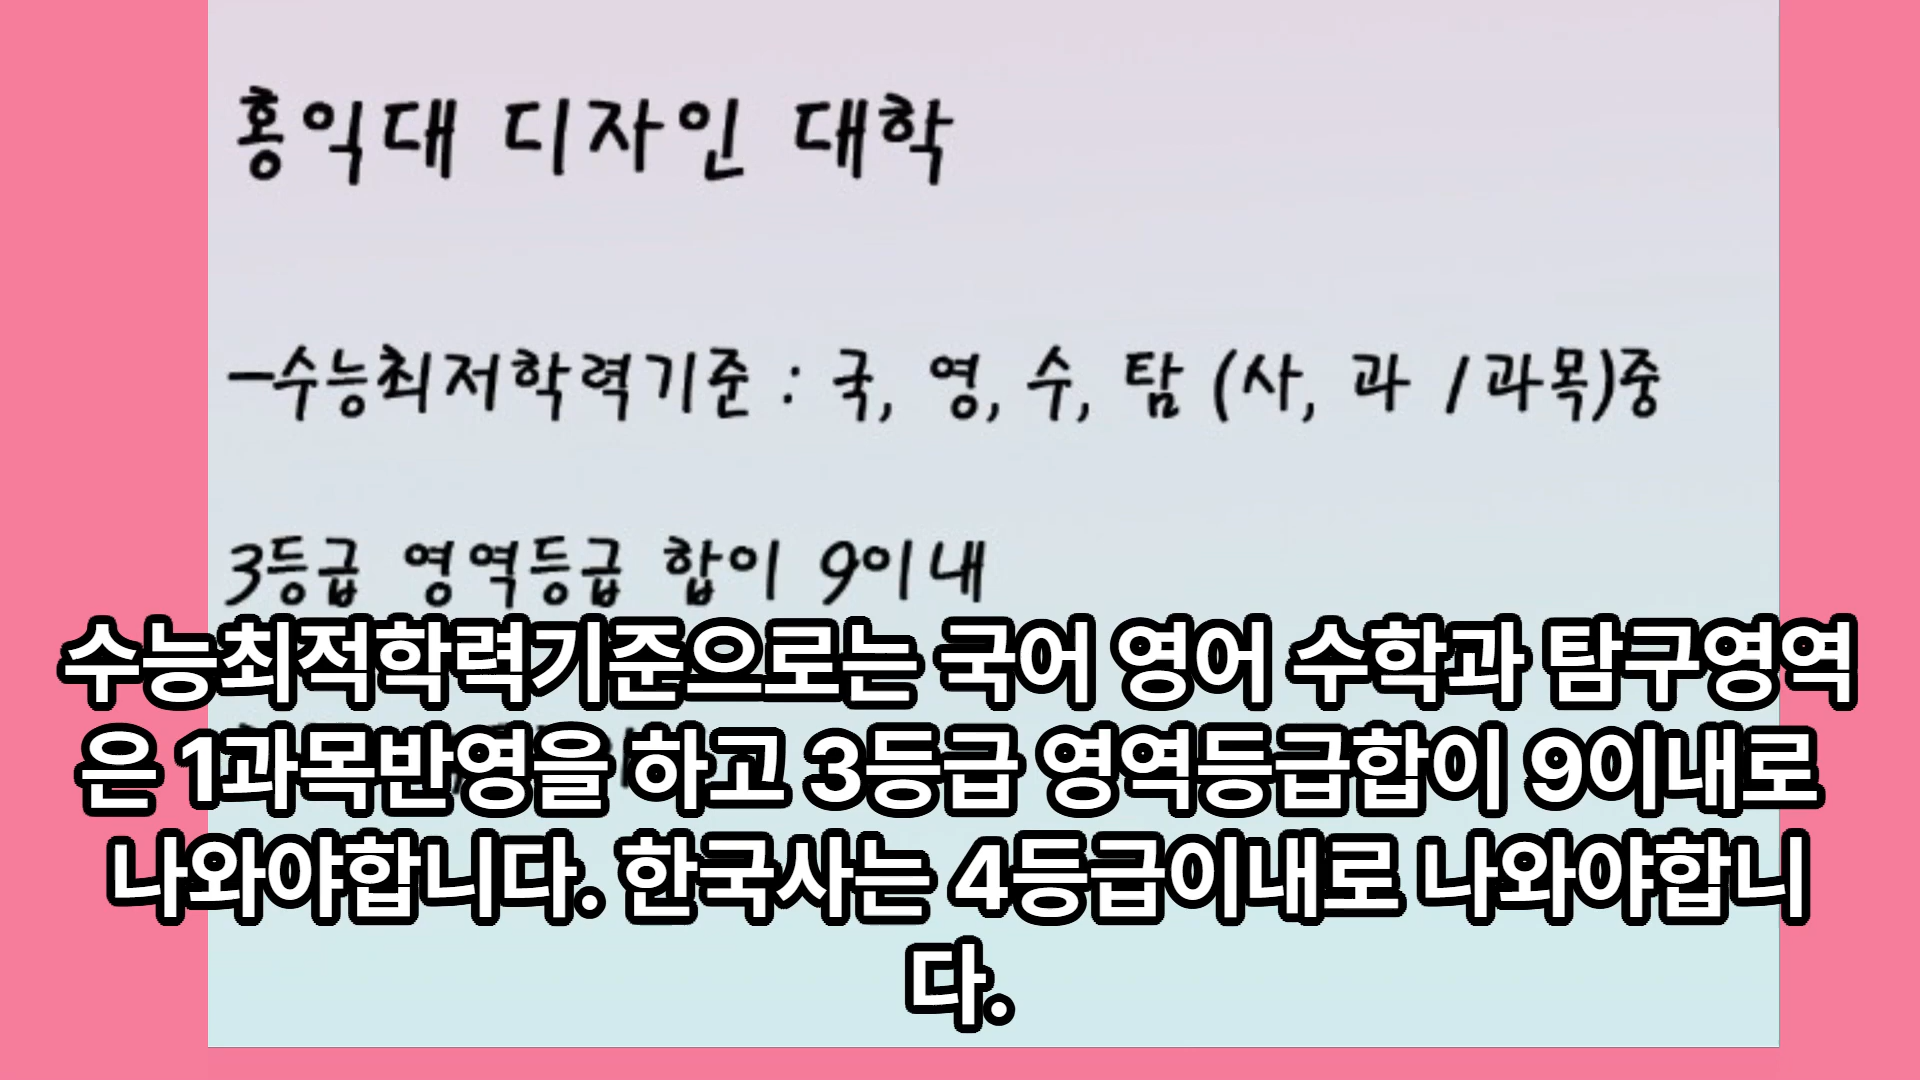 홍익대 디자인 대학
-수능최저학력기준 : 국, 영, 수, 탐 (사, 과 1과목)중
3등급 영역등급 합이 9이내
수능최적학력기준으로는 국어 영어 수학과 탐구영역
은 1과목반영을 하고 3등급 영역등급합이 9이내로
나와야합니다. 한국사는 4등급이내로 나와야합니
다.